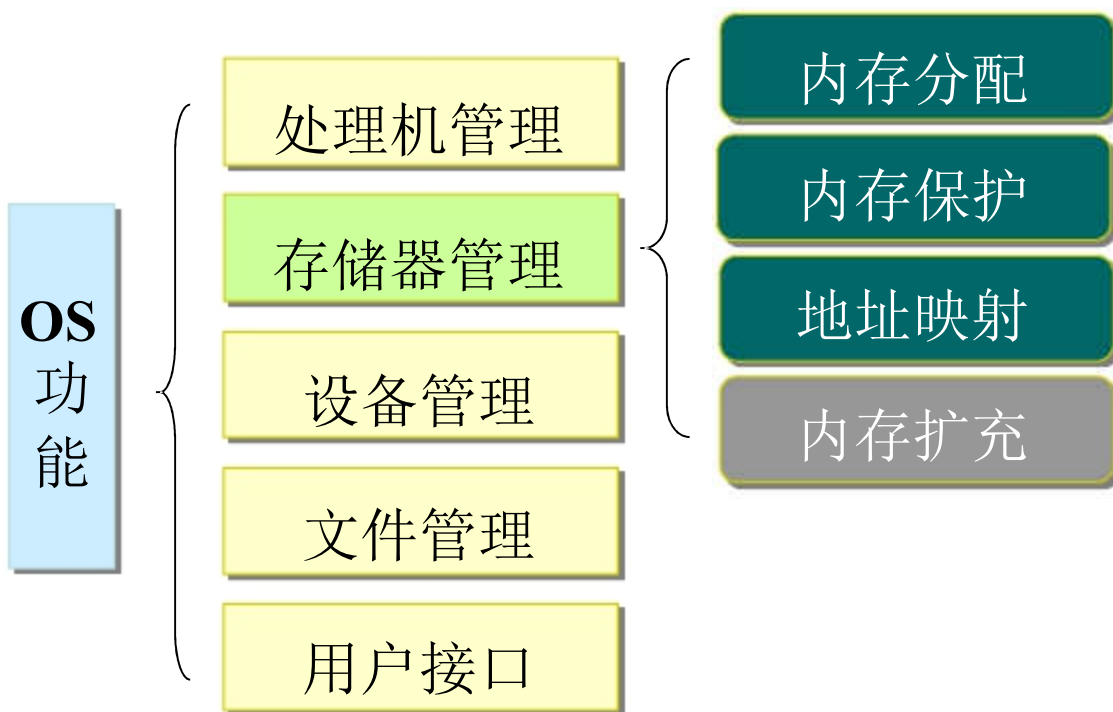 OS
功
能
处理机管理
存储器管理
设备管理
文件管理
用户接口
内存分配
内存保护
地址映射
内存扩充